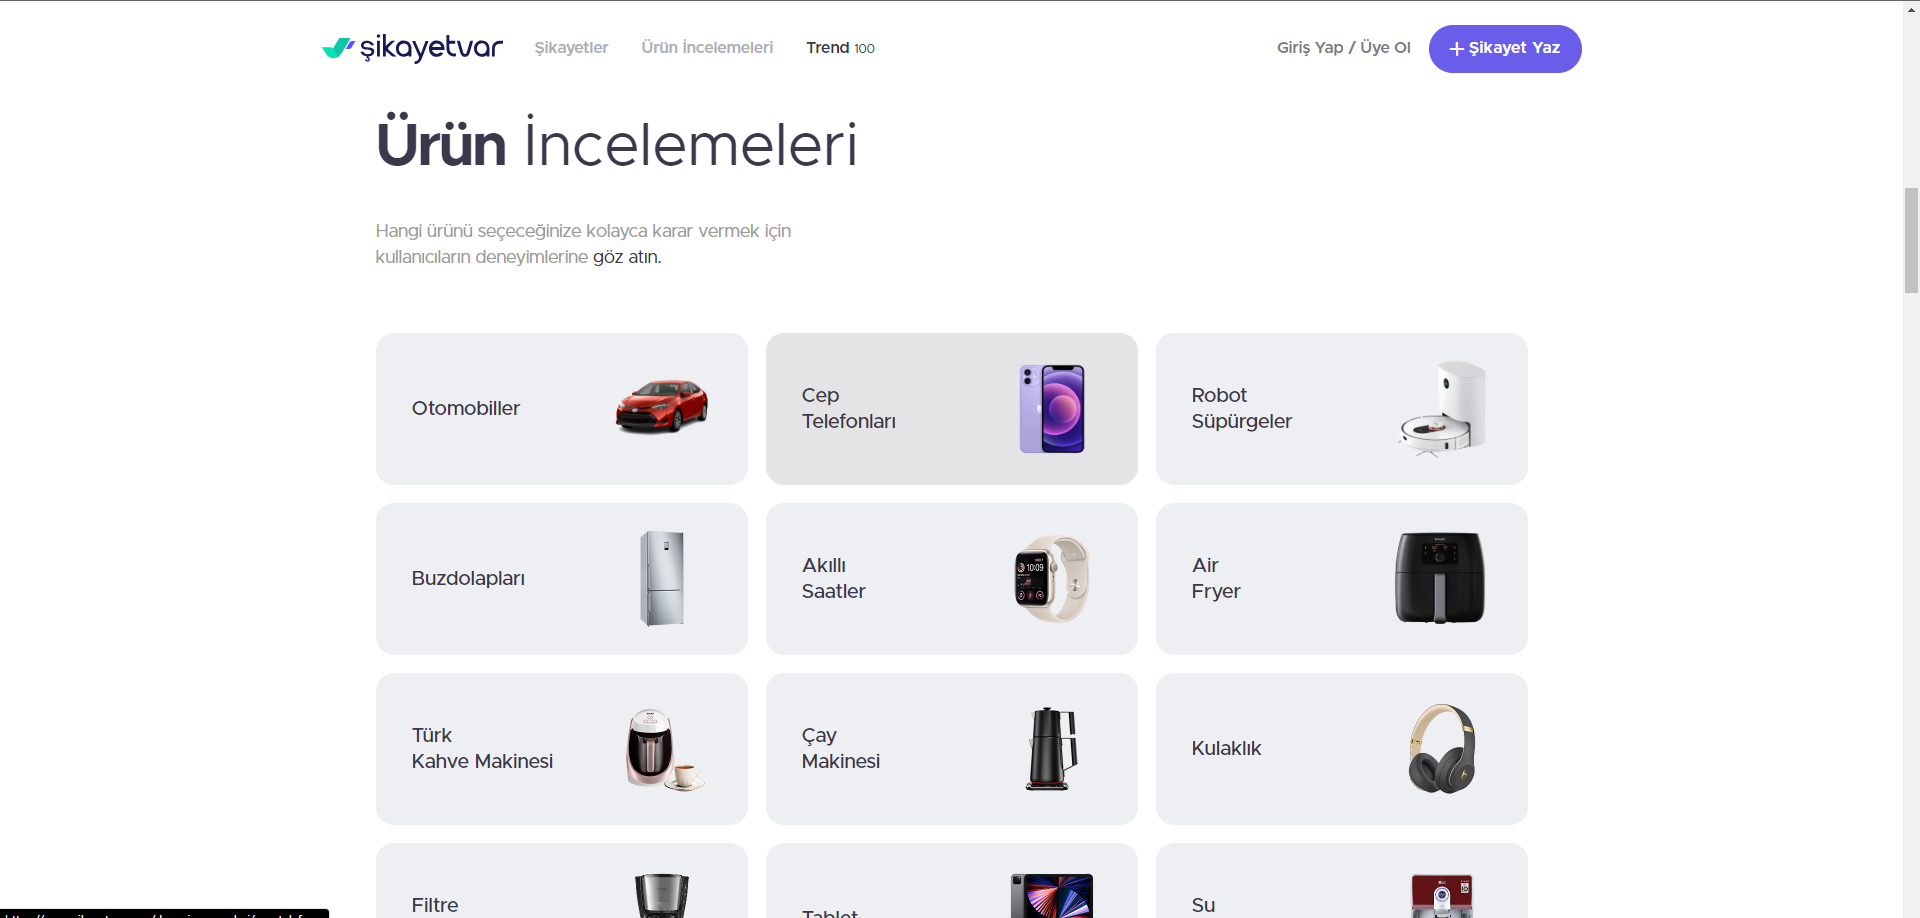 şikayetvar Şikayetler Ürün İncelemeleri Trend 100 Giriş Yap / Üye Ol + Şikayet Yaz
Ürün İncelemeleri
Hangi ürünü seçeceğinize kolayca karar vermek için
kullanıcıların deneyimlerine göz atın.
Otomobiller
Cep
Telefonları
Robot
Süpürgeler
Buzdolapları
Akıllı
Saatler
10:09
Air
Fryer
Türk
Kahve Makinesi
Çay
Makinesi
Kulaklık
Filtre
Tablet
Su